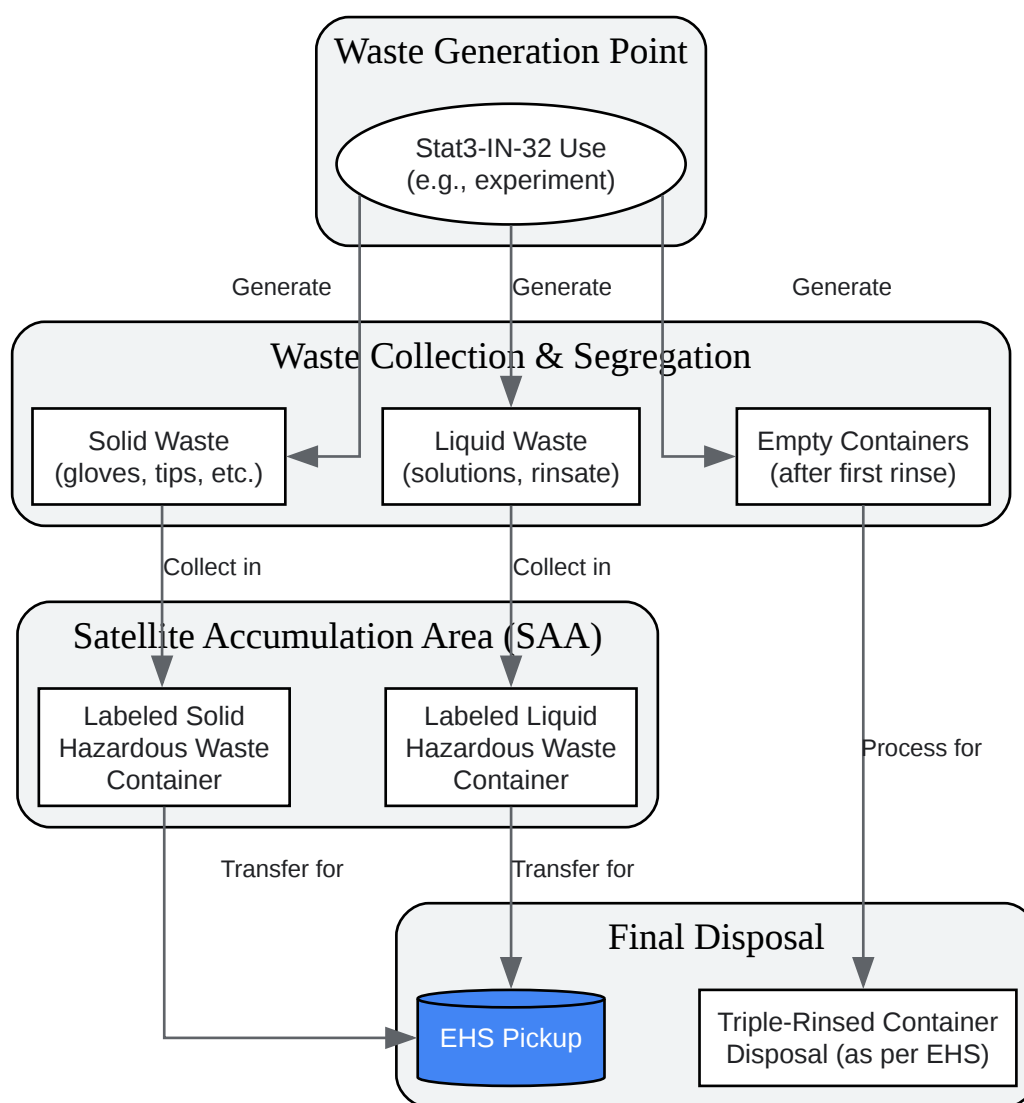 Waste Generation Point
Stat3-IN-32 Use
(e.g., experiment)
Generate
Generate
Generate
Waste Collection & Segregation
Solid Waste
(gloves, tips, etc.)
Liquid Waste
(solutions, rinsate)
Empty Containers
(after first rinse)
Collect in
Collect in
Satellite Accumulation Area (SAA)
Labeled Solid
Hazardous Waste
Container
Labeled Liquid
Hazardous Waste
Container
Process for
Transfer for
Transfer for
Final Disposal
EHS Pickup
Triple-Rinsed Container
Disposal (as per EHS)